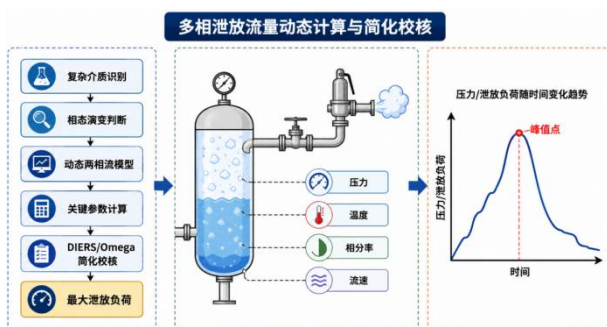 多相泄放流量动态计算与简化校核
复杂介质识别
相态演变判断
动态两相流模型
关键参数计算
DIERS/Omega
简化校核
最大泄放负荷
压力
温度
相分率
流速
压力/泄放负荷随时间变化趋势
峰值点
压力/泄放负荷
时间